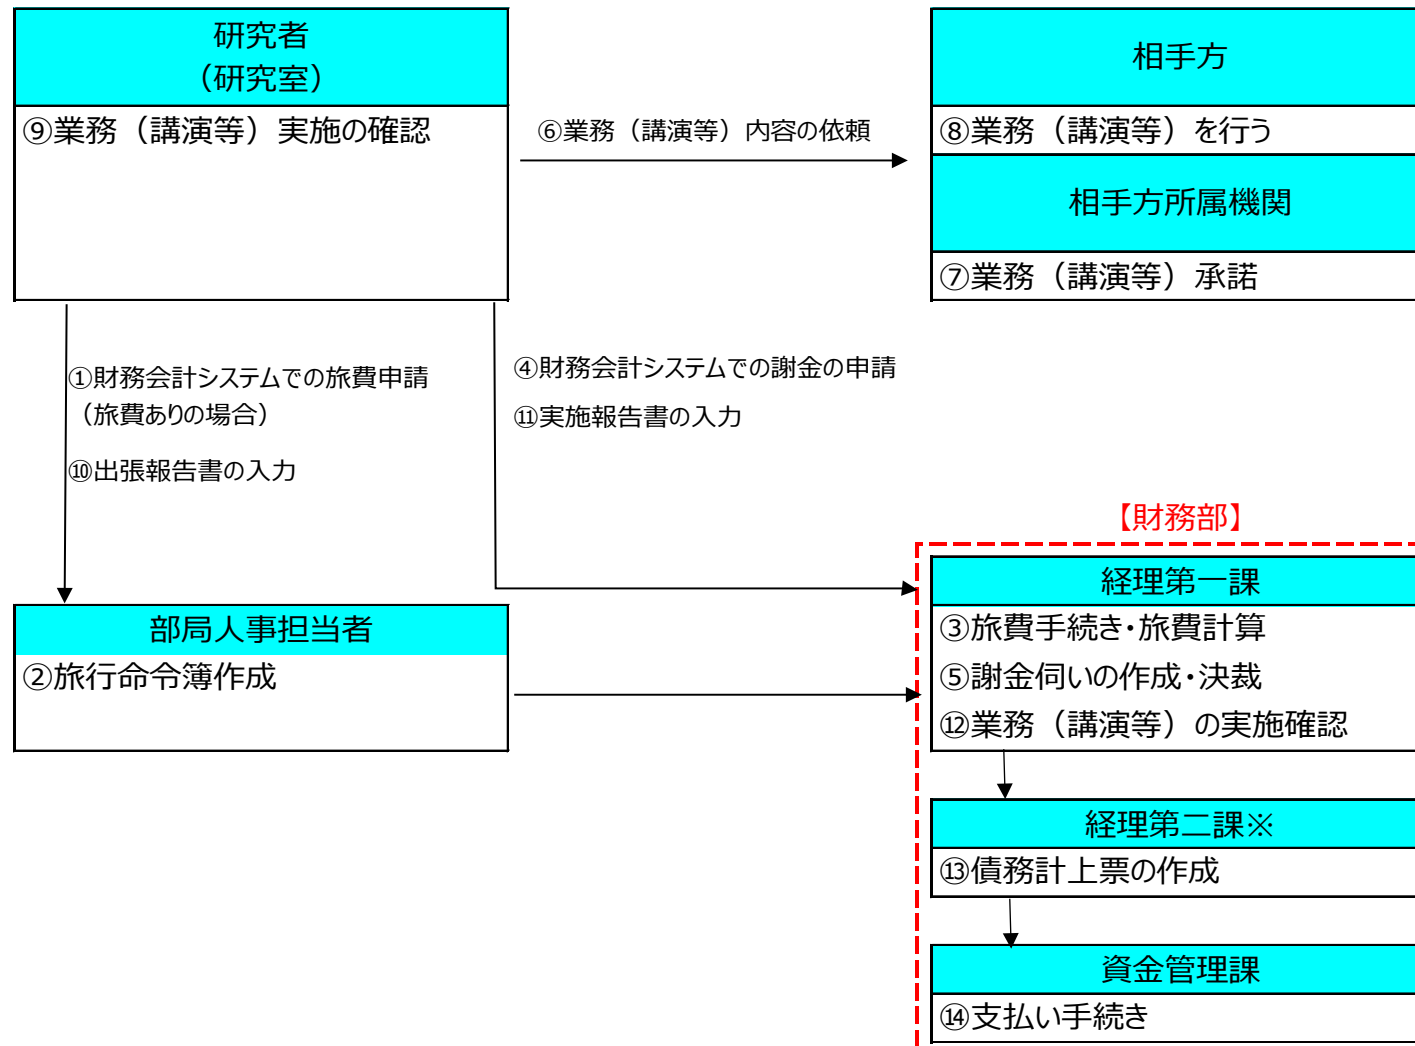 研究者
（研究室）
⑨業務（講演等）実施の確認
⑥業務（講演等）内容の依頼
相手方
⑧業務（講演等）を行う
相手方所属機関
⑦業務（講演等）承諾
①財務会計システムでの旅費申請
（旅費ありの場合）
⑩出張報告書の入力
④財務会計システムでの謝金の申請
⑪実施報告書の入力
【財務部】
部局人事担当者
②旅行命令簿作成
経理第一課
③旅費手続き・旅費計算
⑤謝金伺いの作成・決裁
⑫業務（講演等）の実施確認
経理第二課※
⑬債務計上票の作成
資金管理課
⑭支払い手続き